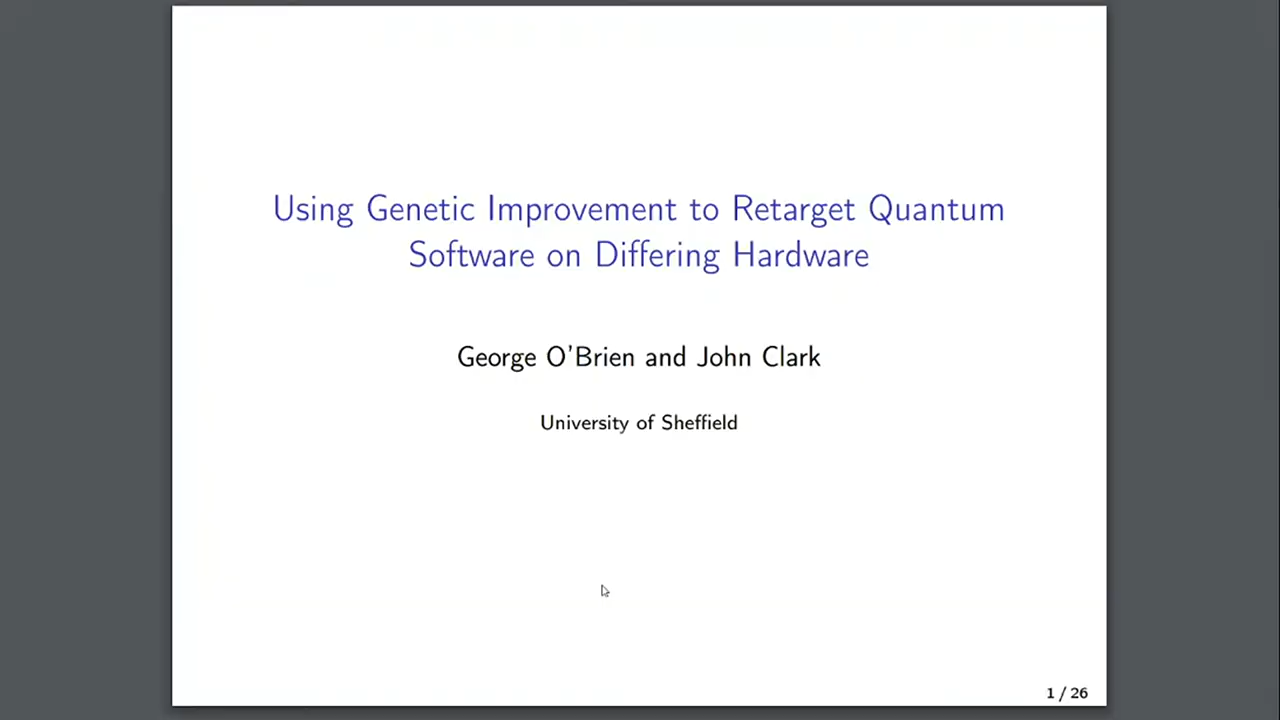 Using Genetic Improvement to Retarget Quantum
Software on Differing Hardware
George O'Brien and John Clark
University of Sheffield
1 / 26